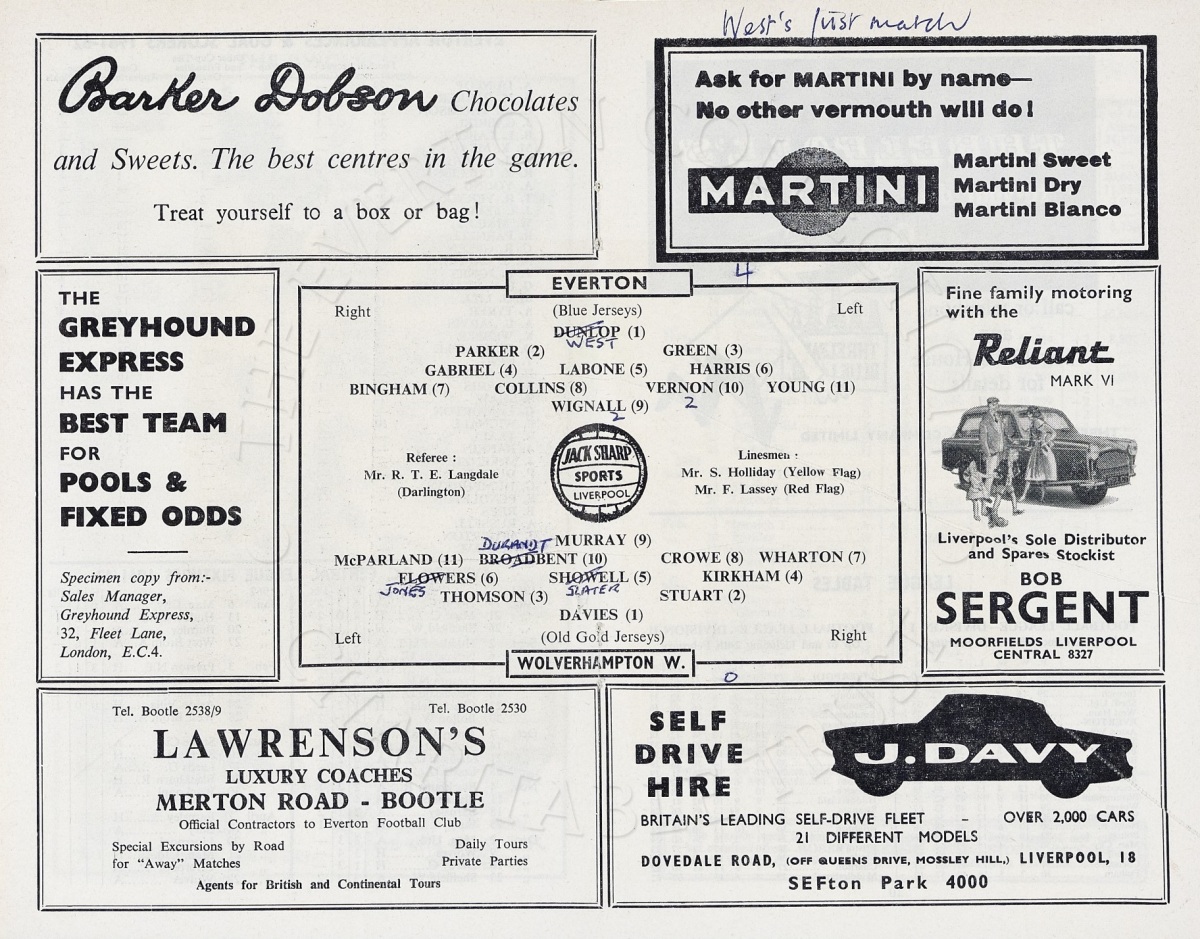 West's first match
Barker Dobson Chocolates
and Sweets. The best centres in the game.
Treat yourself to a box or bag!
Ask for MARTINI by name—
No other vermouth will do!
MARTINI
Martini Sweet
Martini Dry
Martini Bianco
THE
GREYHOUND
EXPRESS
HAS THE
BEST TEAM
FOR
POOLS &
FIXED ODDS
Specimen copy from:-
Sales Manager,
Greyhound Express,
32, Fleet Lane,
London, E.C.4.
4
EVERTON
Right (Blue Jerseys) Left
DUNLOP (1)
WEST
PARKER (2) GREEN (3)
GABRIEL (4) LABONE (5) HARRIS (6)
BINGHAM (7) COLLINS (8) VERNON (10) YOUNG (11)
2
WIGNALL (9)
2
Referee :
Mr. R. T. E. Langdale
(Darlington)
JACK SHARP
SPORTS
LIVERPOOL
Linesmen :
Mr. S. Holliday (Yellow Flag)
Mr. F. Lassey (Red Flag)
MURRAY (9)
DURANDT
McPARLAND (11) BROADBENT (10) CROWE (8) WHARTON (7)
FLOWERS (6) SHOWELL (5) KIRKHAM (4)
JONES SLATER
THOMSON (3) STUART (2)
DAVIES (1)
Left (Old Gold Jerseys) Right
WOLVERHAMPTON W.
0
Fine family motoring
with the
Reliant
MARK VI
Liverpool's Sole Distributor
and Spares Stockist
BOB
SERGENT
MOORFIELDS LIVERPOOL
CENTRAL 8327
Tel. Bootle 2538/9 Tel. Bootle 2530
LAWRENSON'S
LUXURY COACHES
MERTON ROAD - BOOTLE
Official Contractors to Everton Football Club
Special Excursions by Road
for "Away" Matches
Daily Tours
Private Parties
Agents for British and Continental Tours
SELF
DRIVE
HIRE
J. DAVY
BRITAIN'S LEADING SELF-DRIVE FLEET – OVER 2,000 CARS
21 DIFFERENT MODELS
DOVEDALE ROAD, (OFF QUEENS DRIVE, MOSSLEY HILL,) LIVERPOOL, 18
SEFton Park 4000